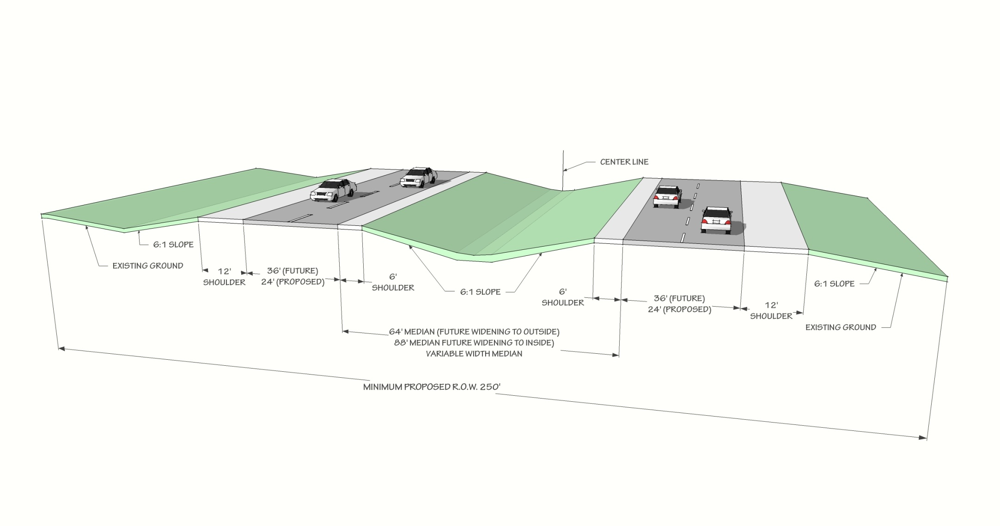 CENTER LINE
6:1 SLOPE
EXISTING GROUND
12'
SHOULDER
36' (FUTURE)
24' (PROPOSED)
6'
SHOULDER
6:1 SLOPE
6'
SHOULDER
36' (FUTURE)
24' (PROPOSED)
12'
SHOULDER
6:1 SLOPE
EXISTING GROUND
64' MEDIAN (FUTURE WIDENING TO OUTSIDE)
88' MEDIAN FUTURE WIDENING TO INSIDE)
VARIABLE WIDTH MEDIAN
MINIMUM PROPOSED R.O.W. 250'